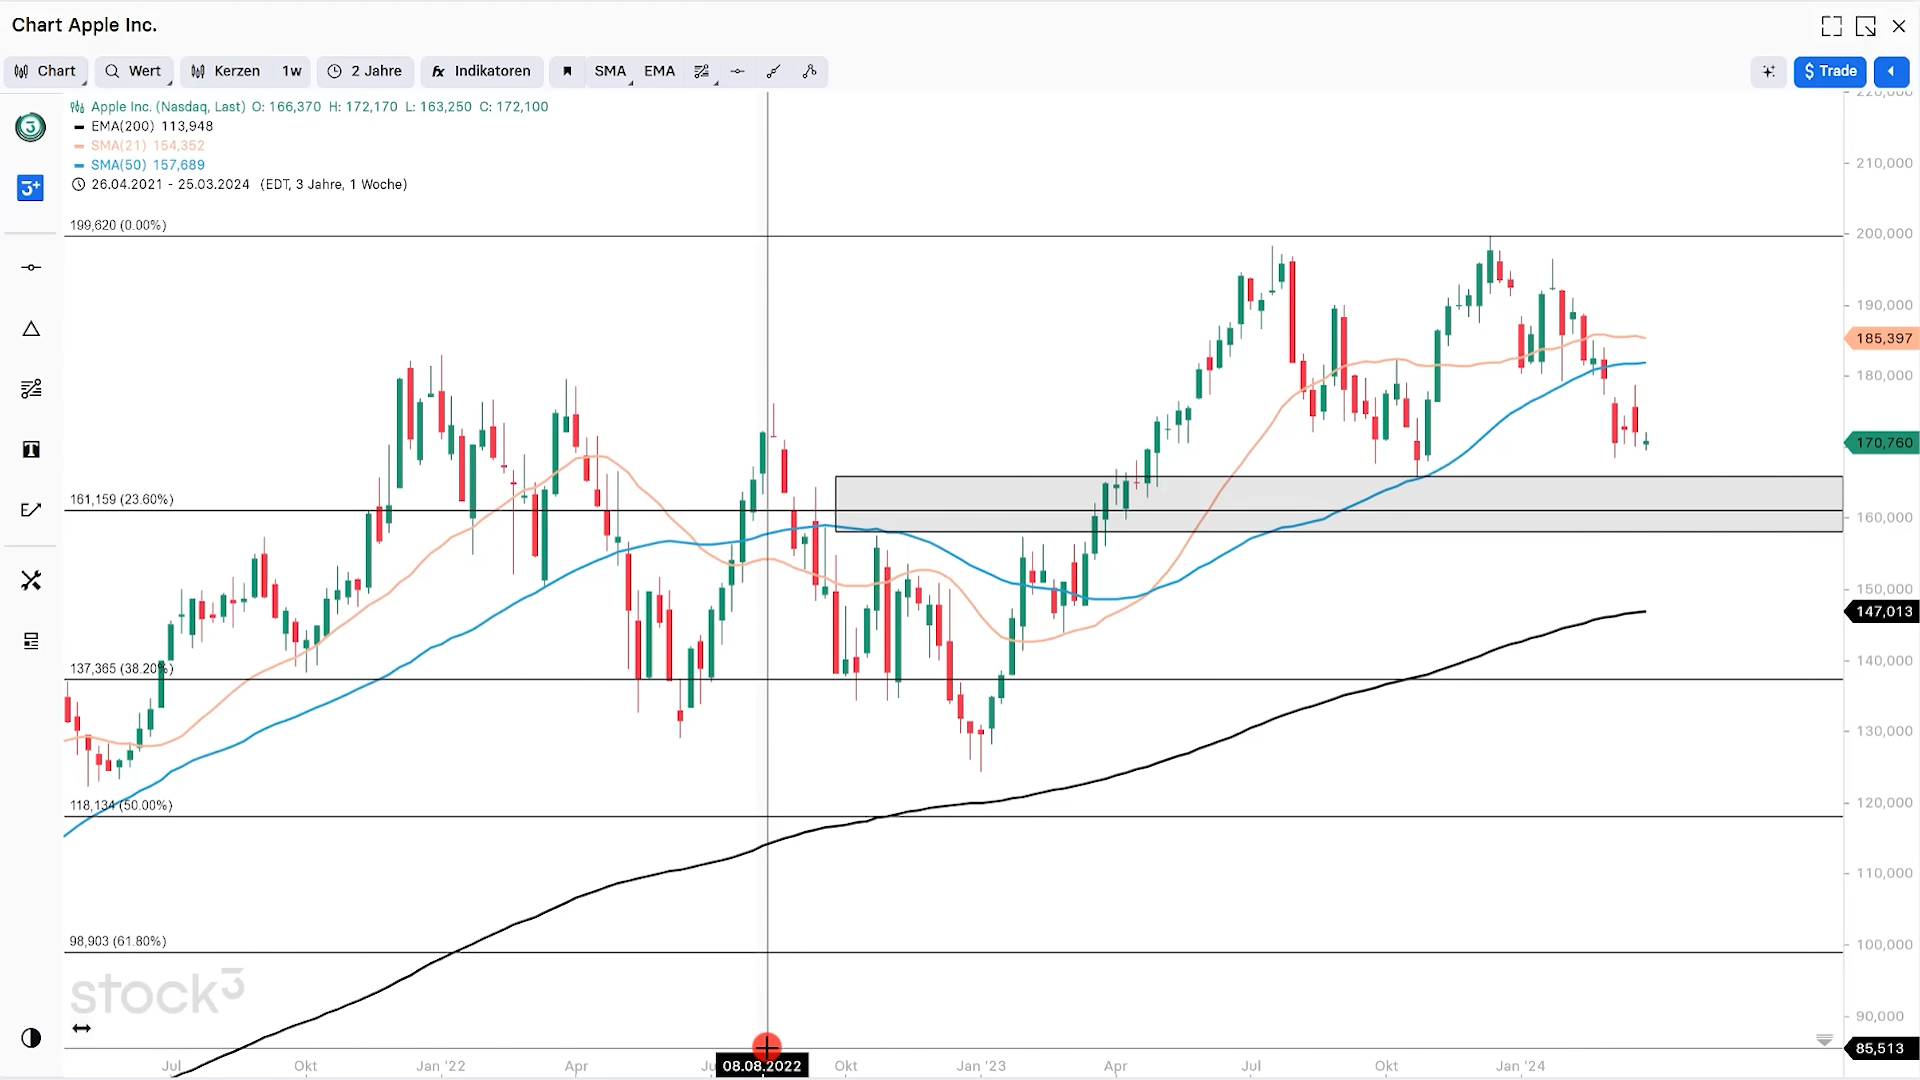 Chart Apple Inc.
Chart Wert Kerzen 1w 2 Jahre fx Indikatoren SMA EMA $ Trade
Apple Inc. (Nasdaq, Last) O: 166,370 H: 172,170 L: 163,250 C: 172,100
EMA(200) 113,948
SMA(21) 154,352
SMA(50) 157,689
26.04.2021 - 25.03.2024 (EDT, 3 Jahre, 1 Woche)
220,000
210,000
199,620 (0.00%)
200,000
190,000
185,397
180,000
170,760
161,159 (23.60%)
160,000
150,000
147,013
137,365 (38.20%)
140,000
130,000
118,134 (50.00%)
120,000
110,000
98,903 (61.80%)
100,000
stock3
90,000
85,513
Jul Okt Jan '22 Apr Ju 08.08.2022 Okt Jan '23 Apr Jul Okt Jan '24